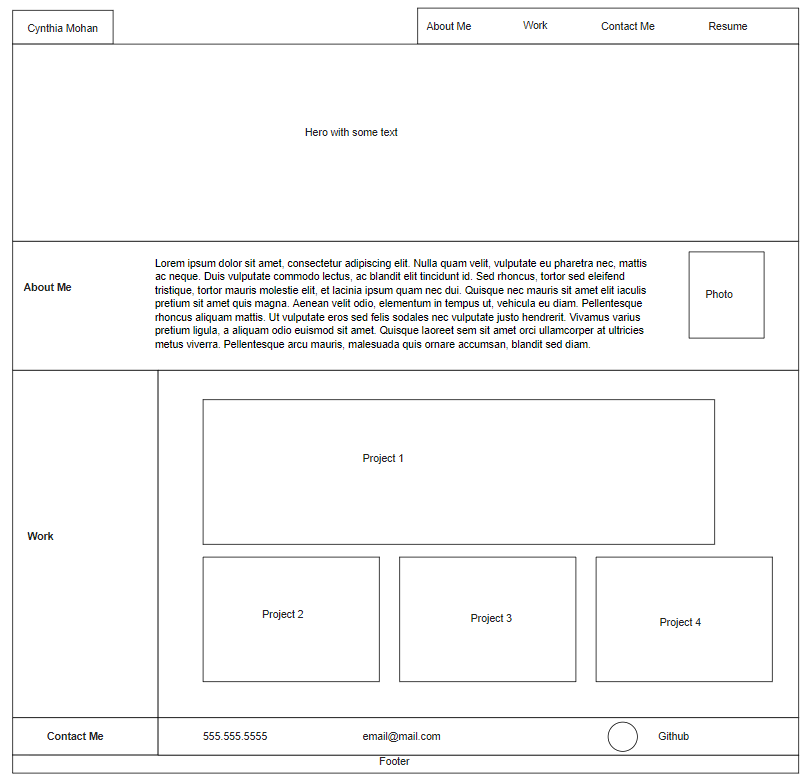 Cynthia Mohan
About Me
Work
Contact Me
Resume
Hero with some text
About Me
Lorem ipsum dolor sit amet, consectetur adipiscing elit. Nulla quam velit, vulputate eu pharetra nec, mattis
ac neque. Duis vulputate commodo lectus, ac blandit elit tincidunt id. Sed rhoncus, tortor sed eleifend
tristique, tortor mauris molestie elit, et lacinia ipsum quam nec dui. Quisque nec mauris sit amet elit iaculis
pretium sit amet quis magna. Aenean velit odio, elementum in tempus ut, vehicula eu diam. Pellentesque
rhoncus aliquam mattis. Ut vulputate eros sed felis sodales nec vulputate justo hendrerit. Vivamus varius
pretium ligula, a aliquam odio euismod sit amet. Quisque laoreet sem sit amet orci ullamcorper at ultricies
metus viverra. Pellentesque arcu mauris, malesuada quis ornare accumsan, blandit sed diam.
Photo
Work
Project 1
Project 2
Project 3
Project 4
Contact Me
555.555.5555
email@mail.com
Github
Footer